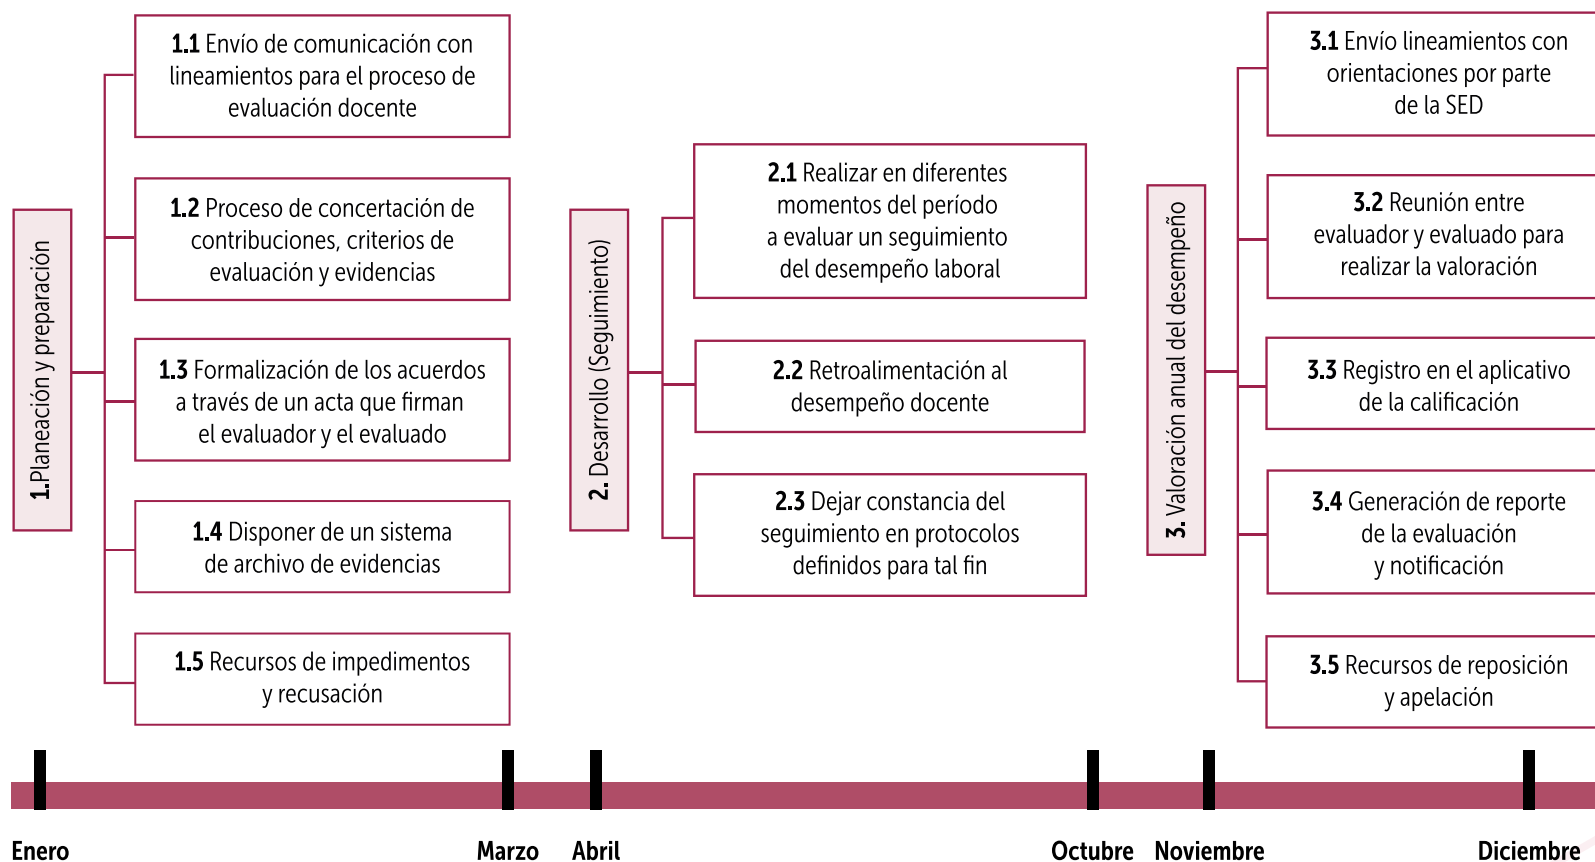 1.Planeación y preparación
1.1 Envío de comunicación con
lineamientos para el proceso de
evaluación docente
1.2 Proceso de concertación de
contribuciones, criterios de
evaluación y evidencias
1.3 Formalización de los acuerdos
a través de un acta que firman
el evaluador y el evaluado
1.4 Disponer de un sistema
de archivo de evidencias
1.5 Recursos de impedimentos
y recusación
2. Desarrollo (Seguimiento)
2.1 Realizar en diferentes
momentos del período
a evaluar un seguimiento
del desempeño laboral
2.2 Retroalimentación al
desempeño docente
2.3 Dejar constancia del
seguimiento en protocolos
definidos para tal fin
3. Valoración anual del desempeño
3.1 Envío lineamientos con
orientaciones por parte
de la SED
3.2 Reunión entre
evaluador y evaluado para
realizar la valoración
3.3 Registro en el aplicativo
de la calificación
3.4 Generación de reporte
de la evaluación
y notificación
3.5 Recursos de reposición
y apelación
Enero Marzo Abril Octubre Noviembre Diciembre